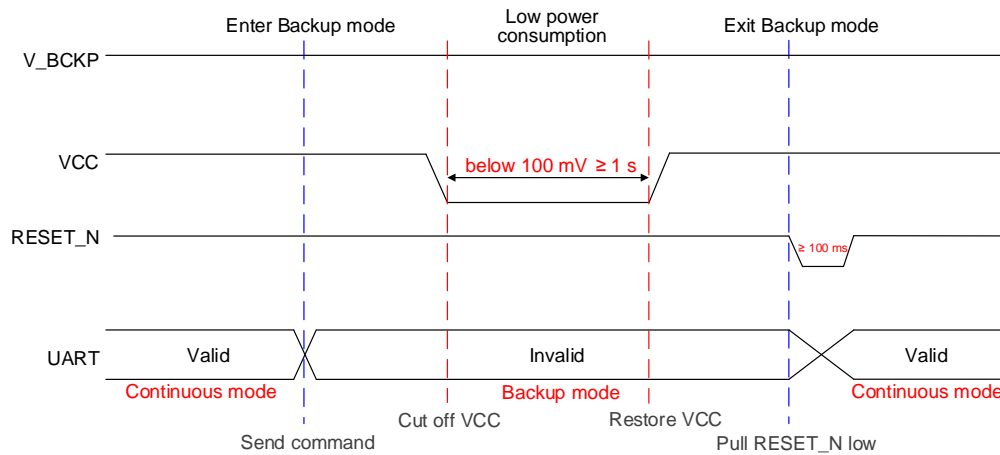 Enter Backup mode
Low power
consumption
Exit Backup mode
V_BCKP
VCC
below 100 mV ≥ 1 s
RESET_N
≥ 100 ms
UART
Valid
Invalid
Valid
Continuous mode
Backup mode
Continuous mode
Cut off VCC
Restore VCC
Send command
Pull RESET_N low